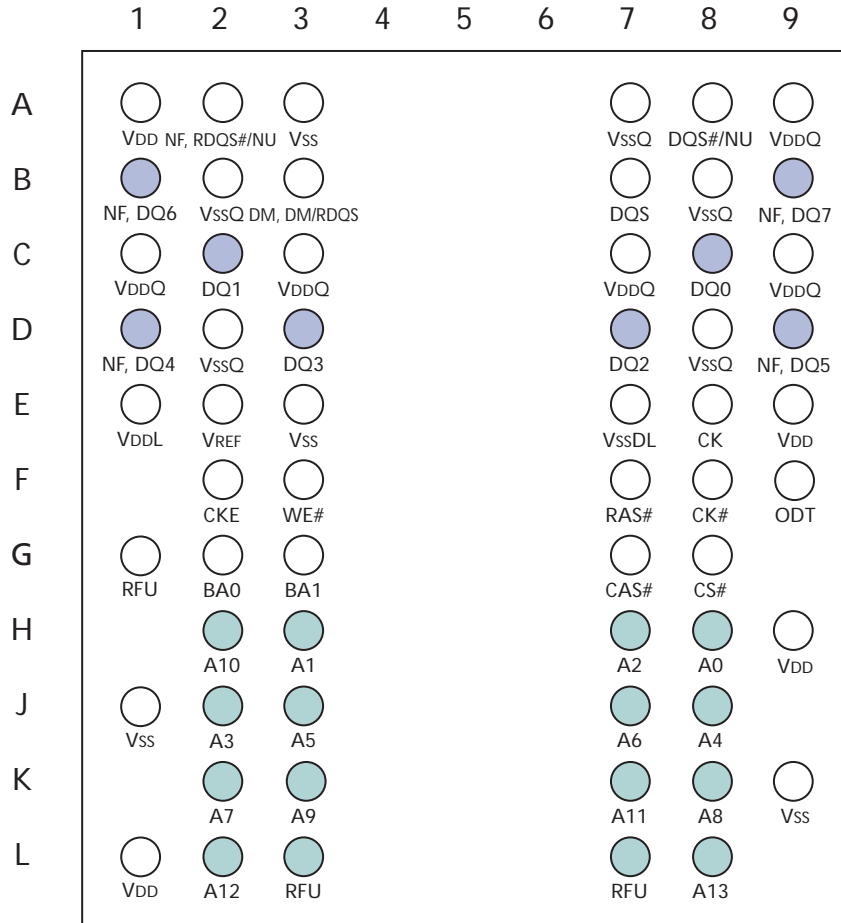 1 2 3 4 5 6 7 8 9
A
VDD NF, RDQS#/NU VSS VSSQ DQS#/NU VDDQ
B
NF, DQ6 VSSQ DM, DM/RDQS DQS VSSQ NF, DQ7
C
VDDQ DQ1 VDDQ VDDQ DQ0 VDDQ
D
NF, DQ4 VSSQ DQ3 DQ2 VSSQ NF, DQ5
E
VDDL VREF VSS VSSDL CK VDD
F
CKE WE# RAS# CK# ODT
G
RFU BA0 BA1 CAS# CS#
H
A10 A1 A2 A0 VDD
J
VSS A3 A5 A6 A4
K
A7 A9 A11 A8 VSS
L
VDD A12 RFU RFU A13